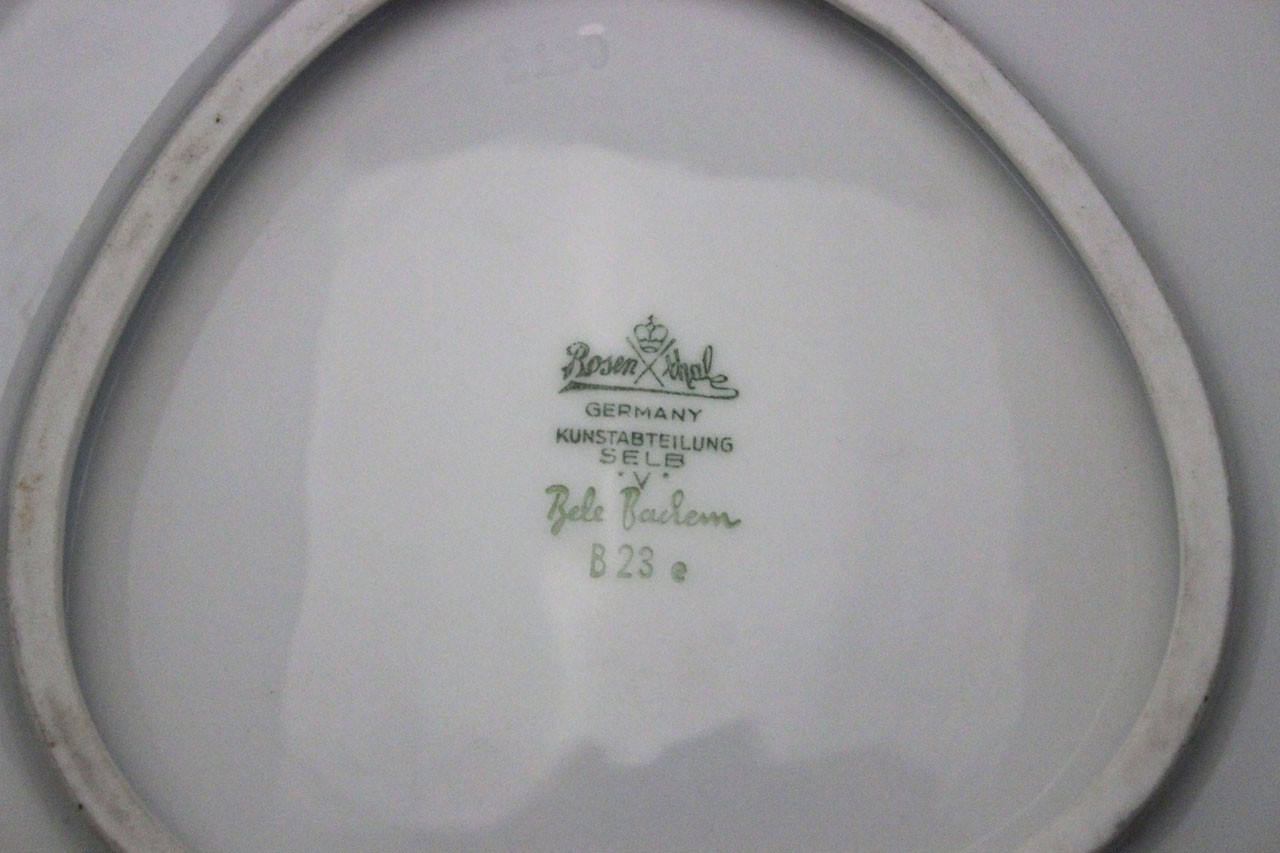 Rosenthal
GERMANY
KUNSTABTEILUNG
SELB
· V ·
Bele Bachem
B 23 e